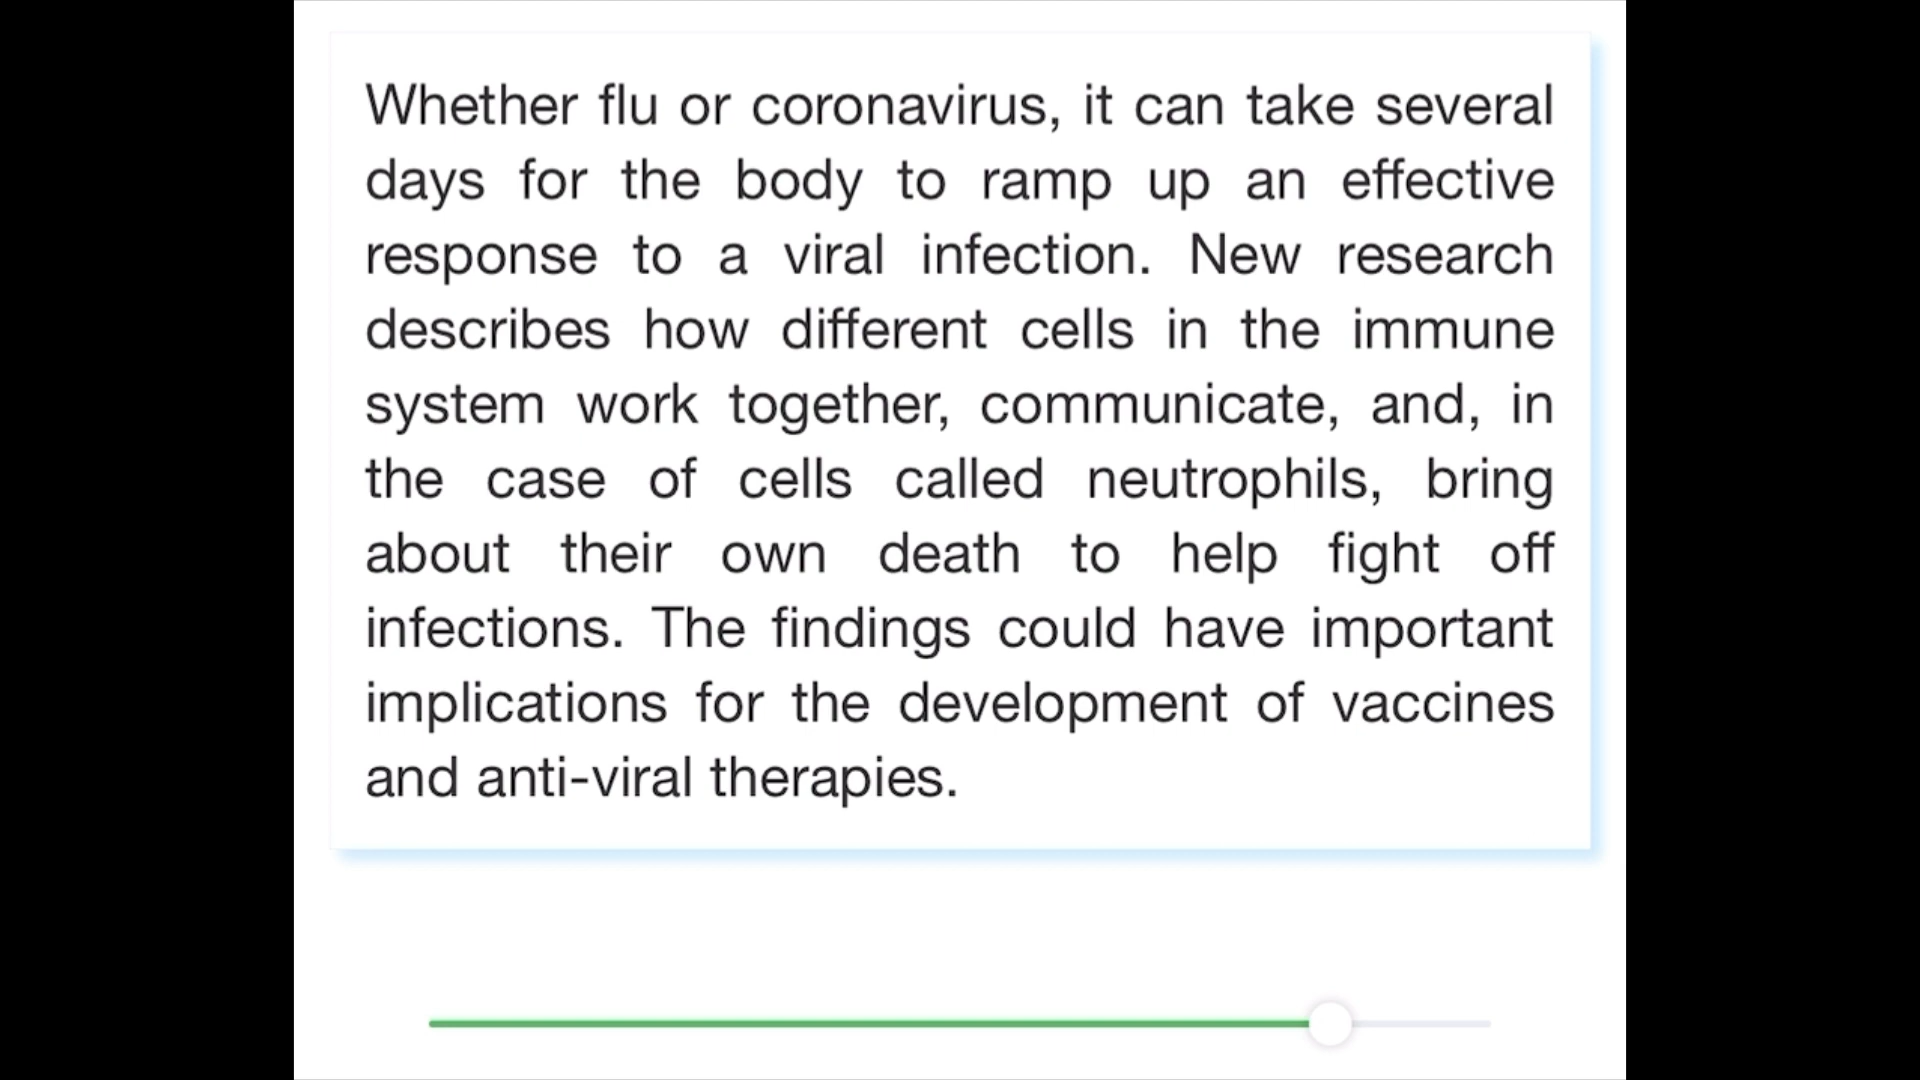 Whether flu or coronavirus, it can take several
days for the body to ramp up an effective
response to a viral infection. New research
describes how different cells in the immune
system work together, communicate, and, in
the case of cells called neutrophils, bring
about their own death to help fight off
infections. The findings could have important
implications for the development of vaccines
and anti-viral therapies.